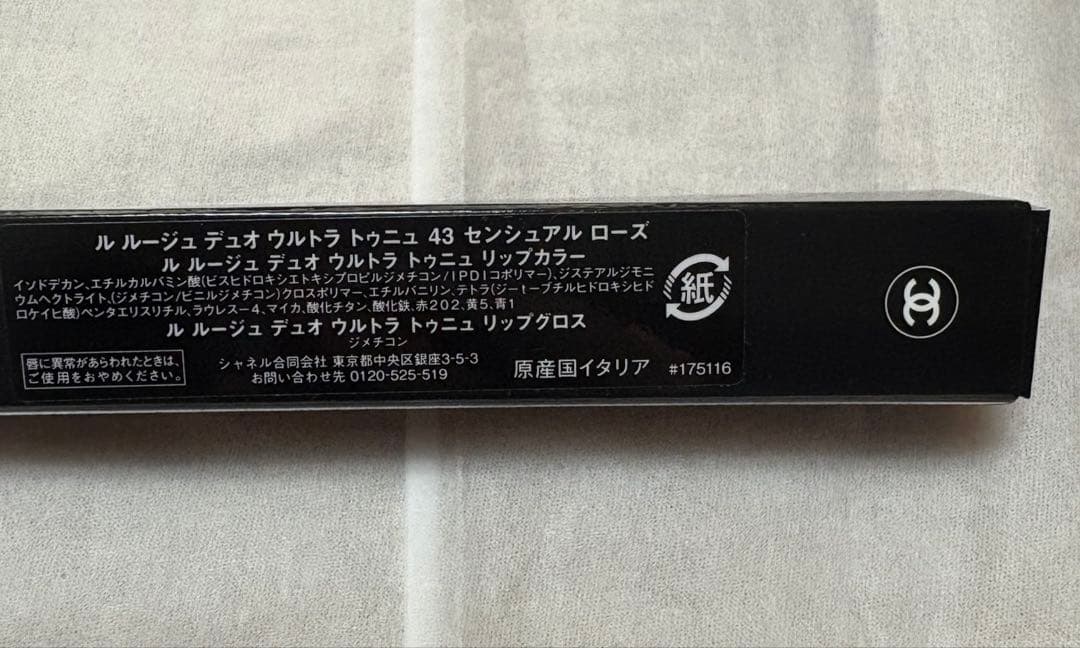 ル ルージュ デュオ ウルトラ トゥニュ 43 センシュアル ローズ
ル ルージュ デュオ ウルトラ トゥニュ リップカラー
イソドデカン、エチルカルバミン酸(ビスヒドロキシエトキシプロピルジメチコン/IPDIコポリマー)、ジステアルジモニ
ウムヘクトライト、(ジメチコン/ビニルジメチコン)クロスポリマー、エチルバニリン、テトラ(ジーtーブチルヒドロキシヒド
ロケイヒ酸)ペンタエリスリチル、ラウレスー4、マイカ、酸化チタン、酸化鉄、赤202、黄5、青1
ル ルージュ デュオ ウルトラ トゥニュ リップグロス
ジメチコン
唇に異常があらわれたときは、
ご使用をおやめください。
シャネル合同会社 東京都中央区銀座3-5-3
お問い合わせ先 0120-525-519
原産国イタリア #175116
紙